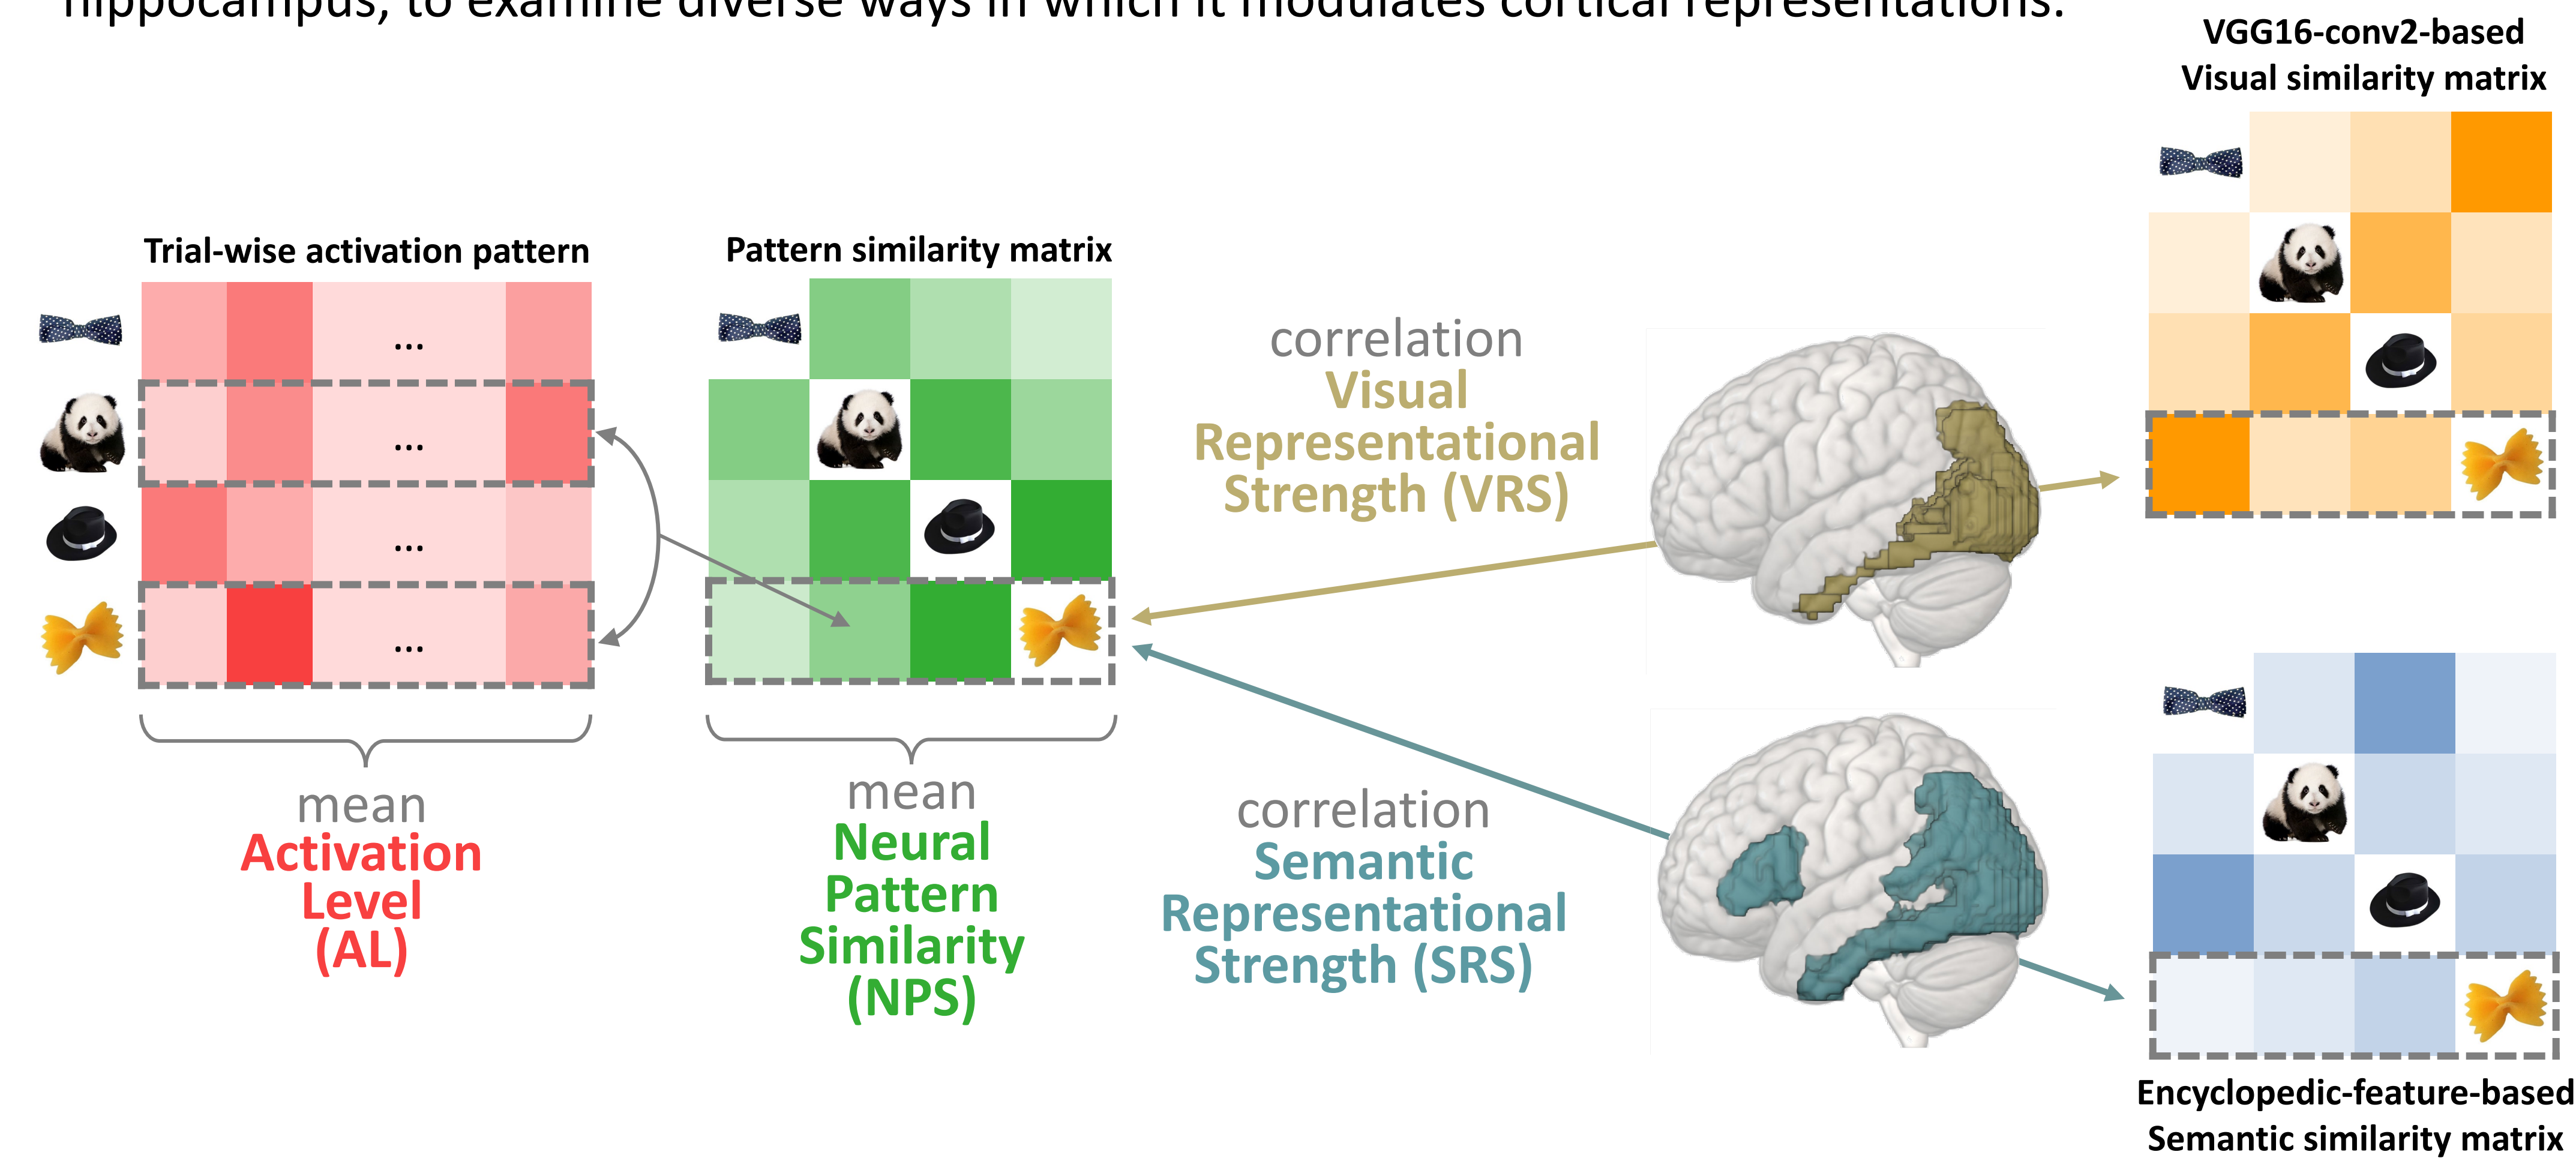 hippocampus, to examine diverse ways in which it modulates cortical representations.
VGG16-conv2-based
Visual similarity matrix
Trial-wise activation pattern
...
...
...
...
mean
Activation
Level
(AL)
Pattern similarity matrix
mean
Neural
Pattern
Similarity
(NPS)
correlation
Visual
Representational
Strength (VRS)
correlation
Semantic
Representational
Strength (SRS)
Encyclopedic-feature-based
Semantic similarity matrix